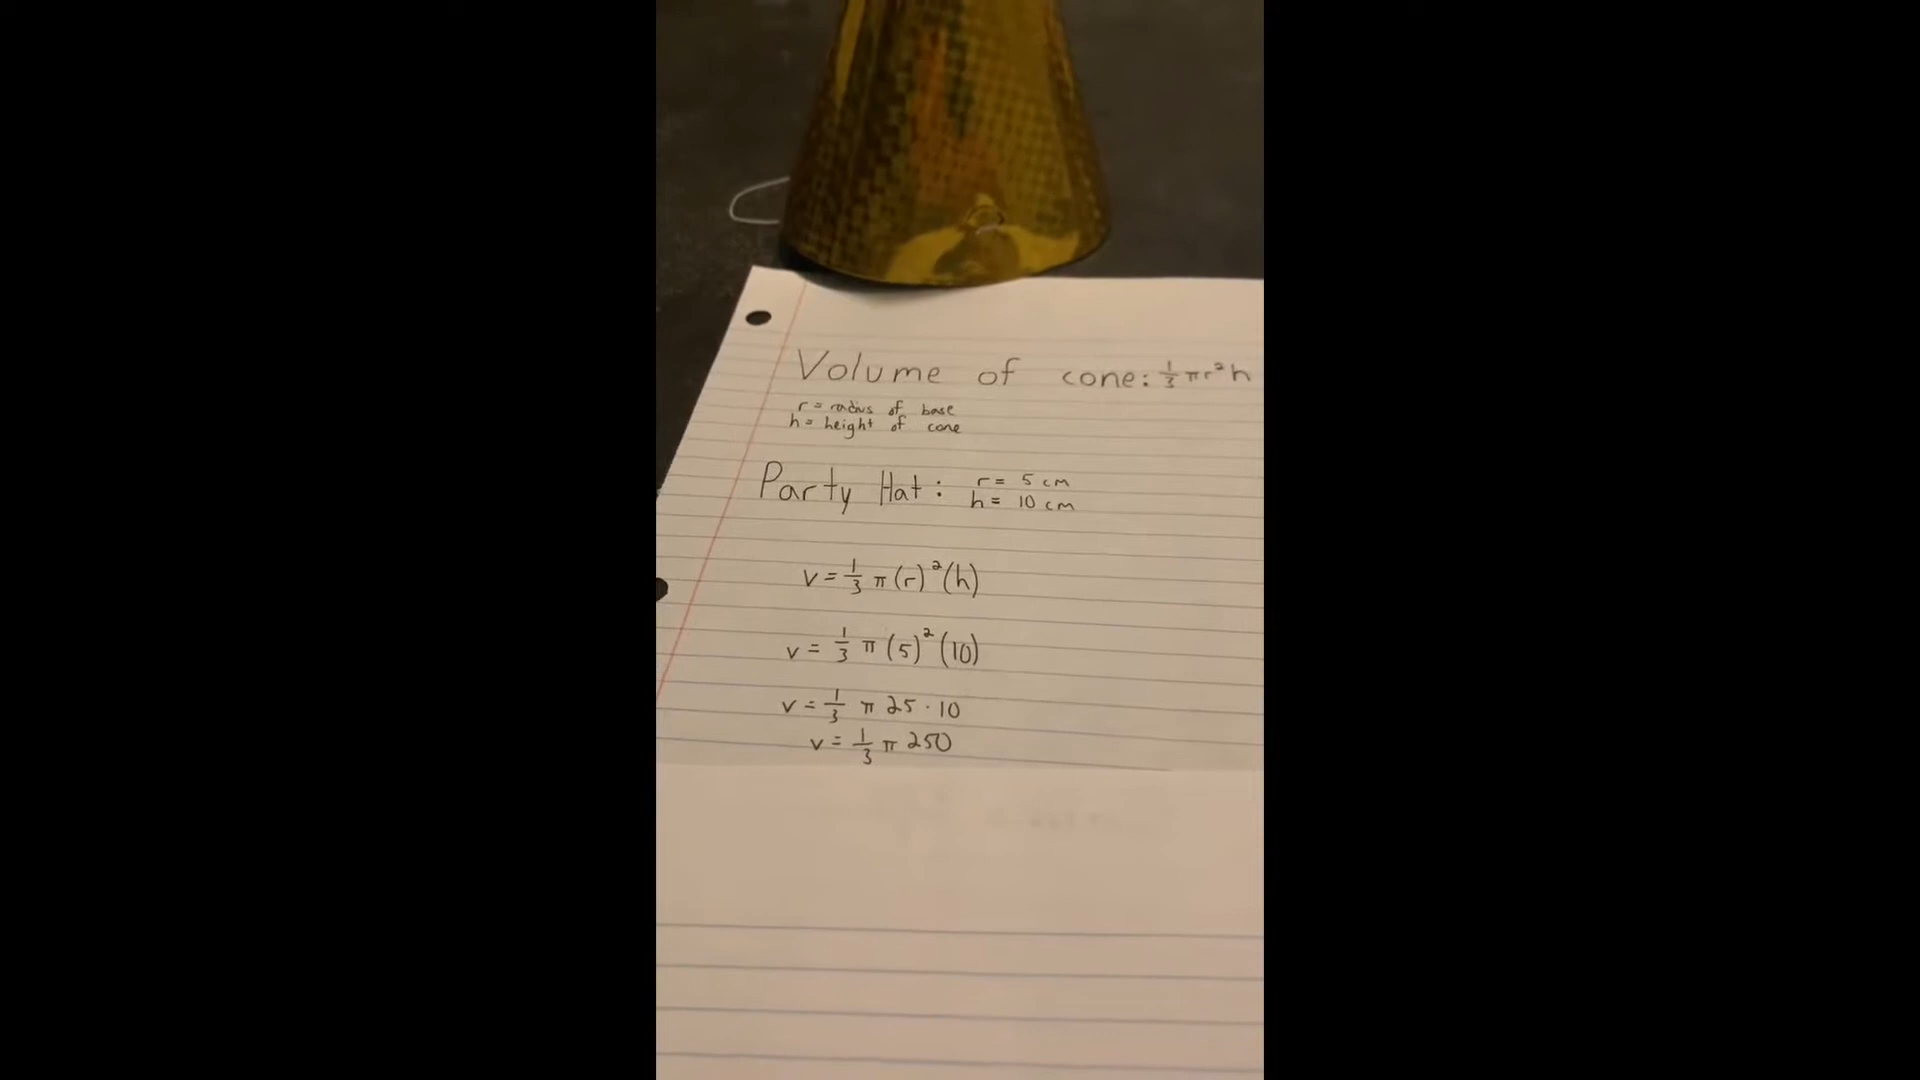 Volume of cone: 1/3 πr²h
r = radius of base
h = height of cone
Party Hat: r = 5 cm
h = 10 cm
v = 1/3 π (r)² (h)
v = 1/3 π (5)² (10)
v = 1/3 π 25 · 10
v = 1/3 π 250